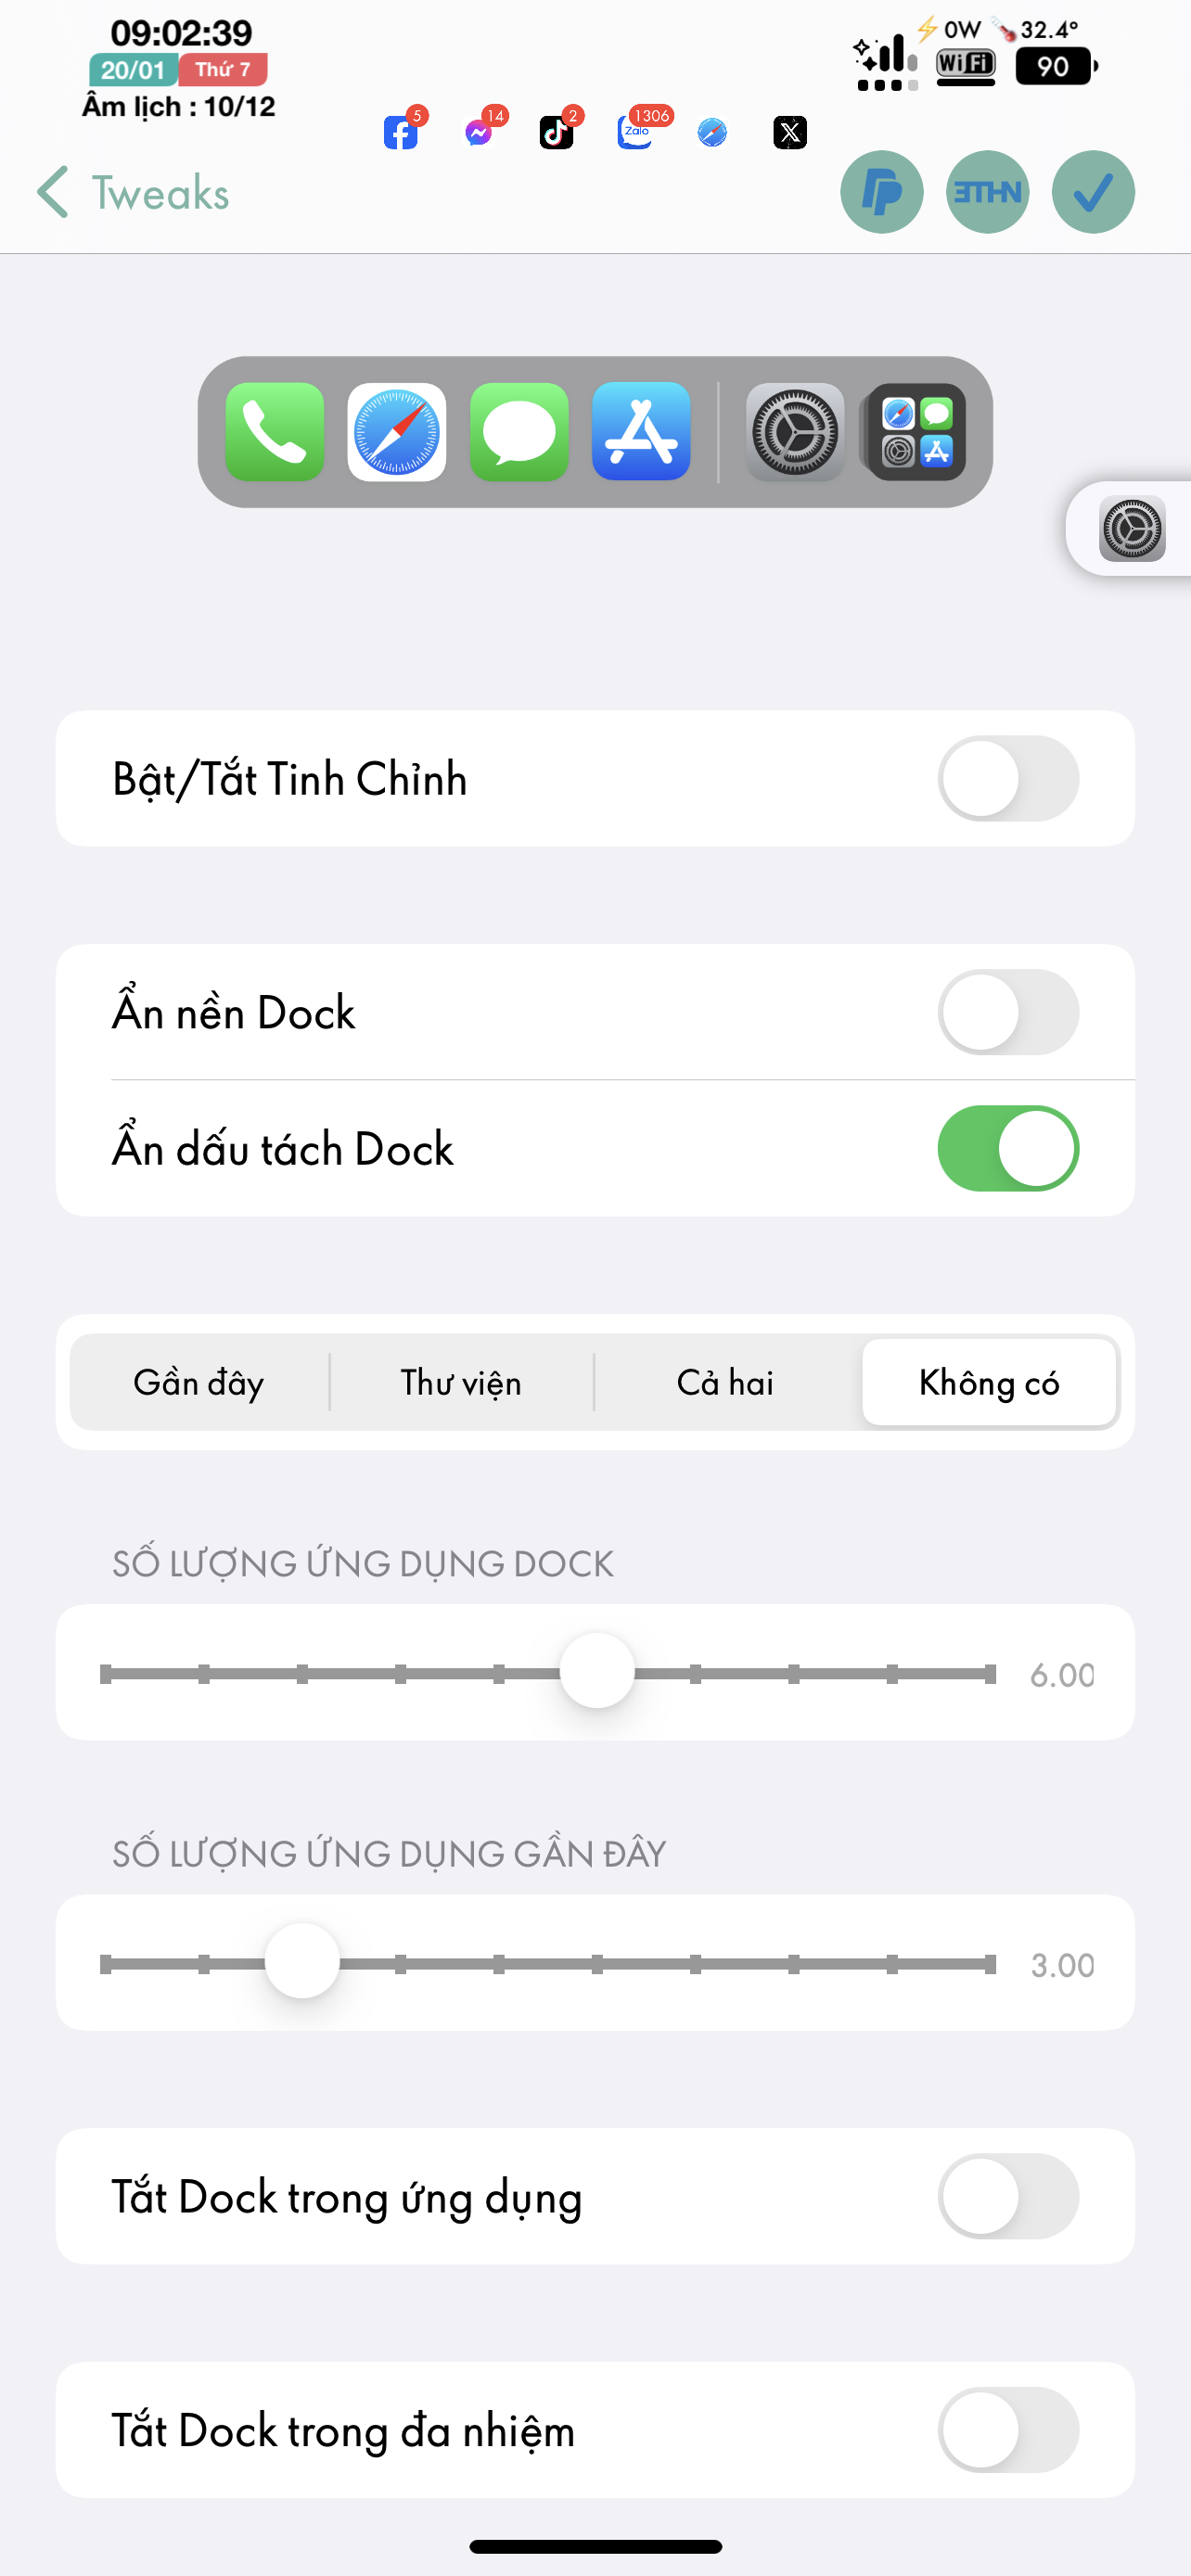 09:02:39
20/01 Thứ 7
Âm lịch : 10/12
0W 32.4°
WiFi 90
5 14 2 1306
Zalo
Tweaks
Bật/Tắt Tinh Chỉnh
Ẩn nền Dock
Ẩn dấu tách Dock
Gần đây Thư viện Cả hai Không có
SỐ LƯỢNG ỨNG DỤNG DOCK
6.00
SỐ LƯỢNG ỨNG DỤNG GẦN ĐÂY
3.00
Tắt Dock trong ứng dụng
Tắt Dock trong đa nhiệm